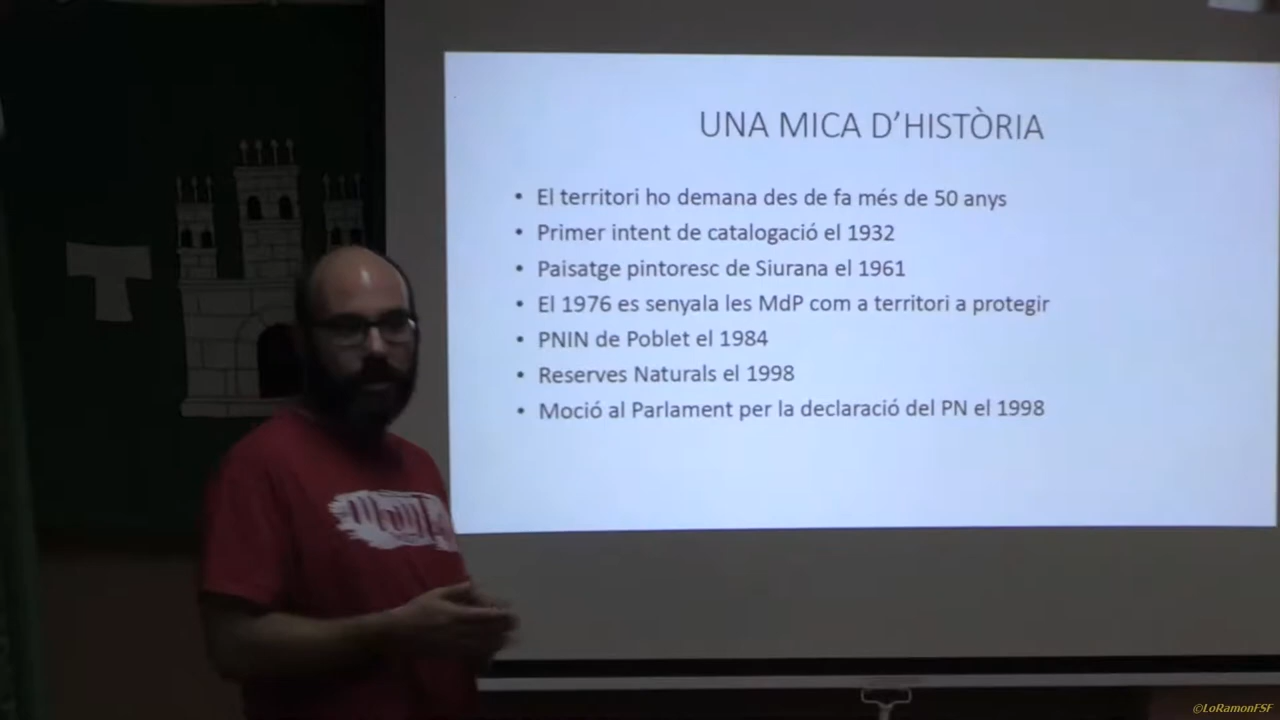 UNA MICA D'HISTÒRIA
• El territori ho demana des de fa més de 50 anys
• Primer intent de catalogació el 1932
• Paisatge pintoresc de Siurana el 1961
• El 1976 es senyala les MdP com a territori a protegir
• PNIN de Poblet el 1984
• Reserves Naturals el 1998
• Moció al Parlament per la declaració del PN el 1998
©LoRamonFSF